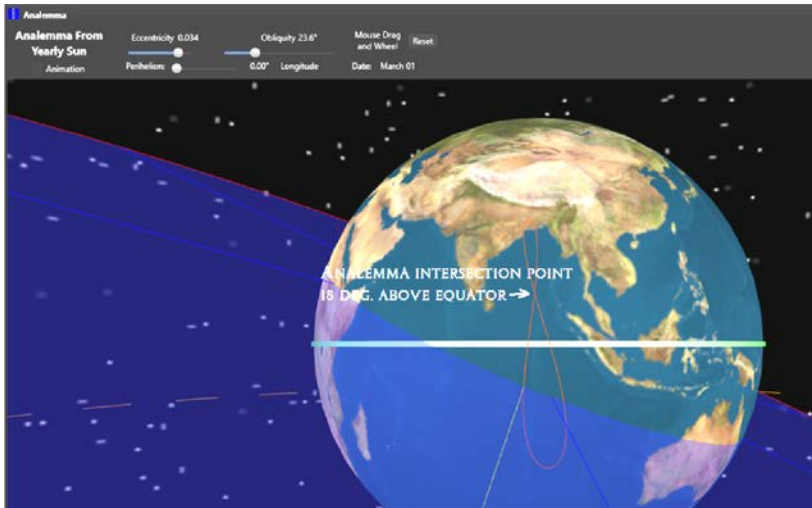 Analemma
Analemma From
Yearly Sun
Animation
Eccentricity 0.034
Obliquity 23.6°
Perihelion:
0.00° Longitude
Mouse Drag
and Wheel
Reset
Date: March 01
ANALEMMA INTERSECTION POINT
18 DEG. ABOVE EQUATOR